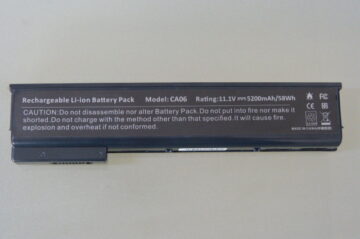 Rechargeable Li-Ion Battery Pack Model: CA06 Rating: 11.1V⎓5200mAh/58Wh
CAUTION: Do not disassemble nor alter Battery Pack. Do not put into fire nor make it
short. Do not charge with the method other than that specified. It will cause fire.
explosion and overheat if not conformed.